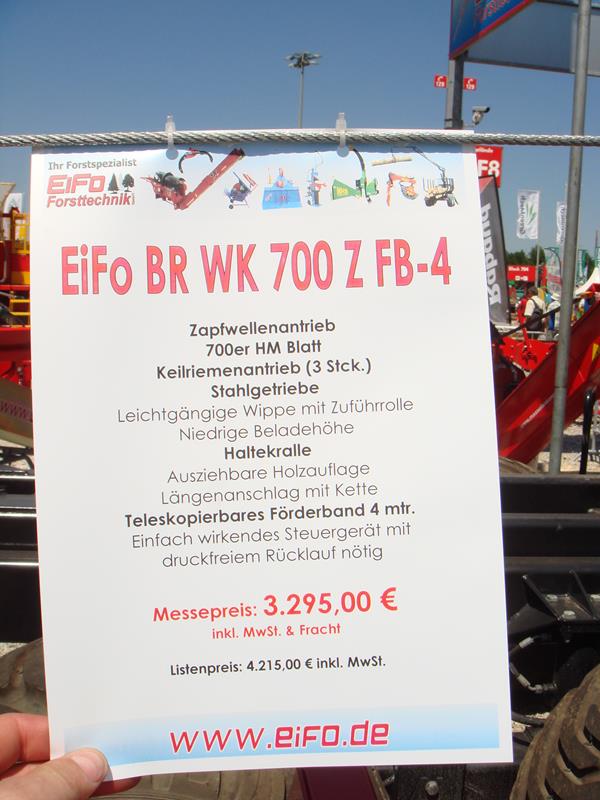 Ihr Forstspezialist
EiFo
Forsttechnik
EiFo BR WK 700 Z FB-4
Zapfwellenantrieb
700er HM Blatt
Keilriemenantrieb (3 Stck.)
Stahlgetriebe
Leichtgängige Wippe mit Zuführrolle
Niedrige Beladehöhe
Haltekralle
Ausziehbare Holzauflage
Längenanschlag mit Kette
Teleskopierbares Förderband 4 mtr.
Einfach wirkendes Steuergerät mit
druckfreiem Rücklauf nötig
Messepreis: 3.295,00 €
inkl. MwSt. & Fracht
Listenpreis: 4.215,00 € inkl. MwSt.
www.eifo.de
129
129
F8